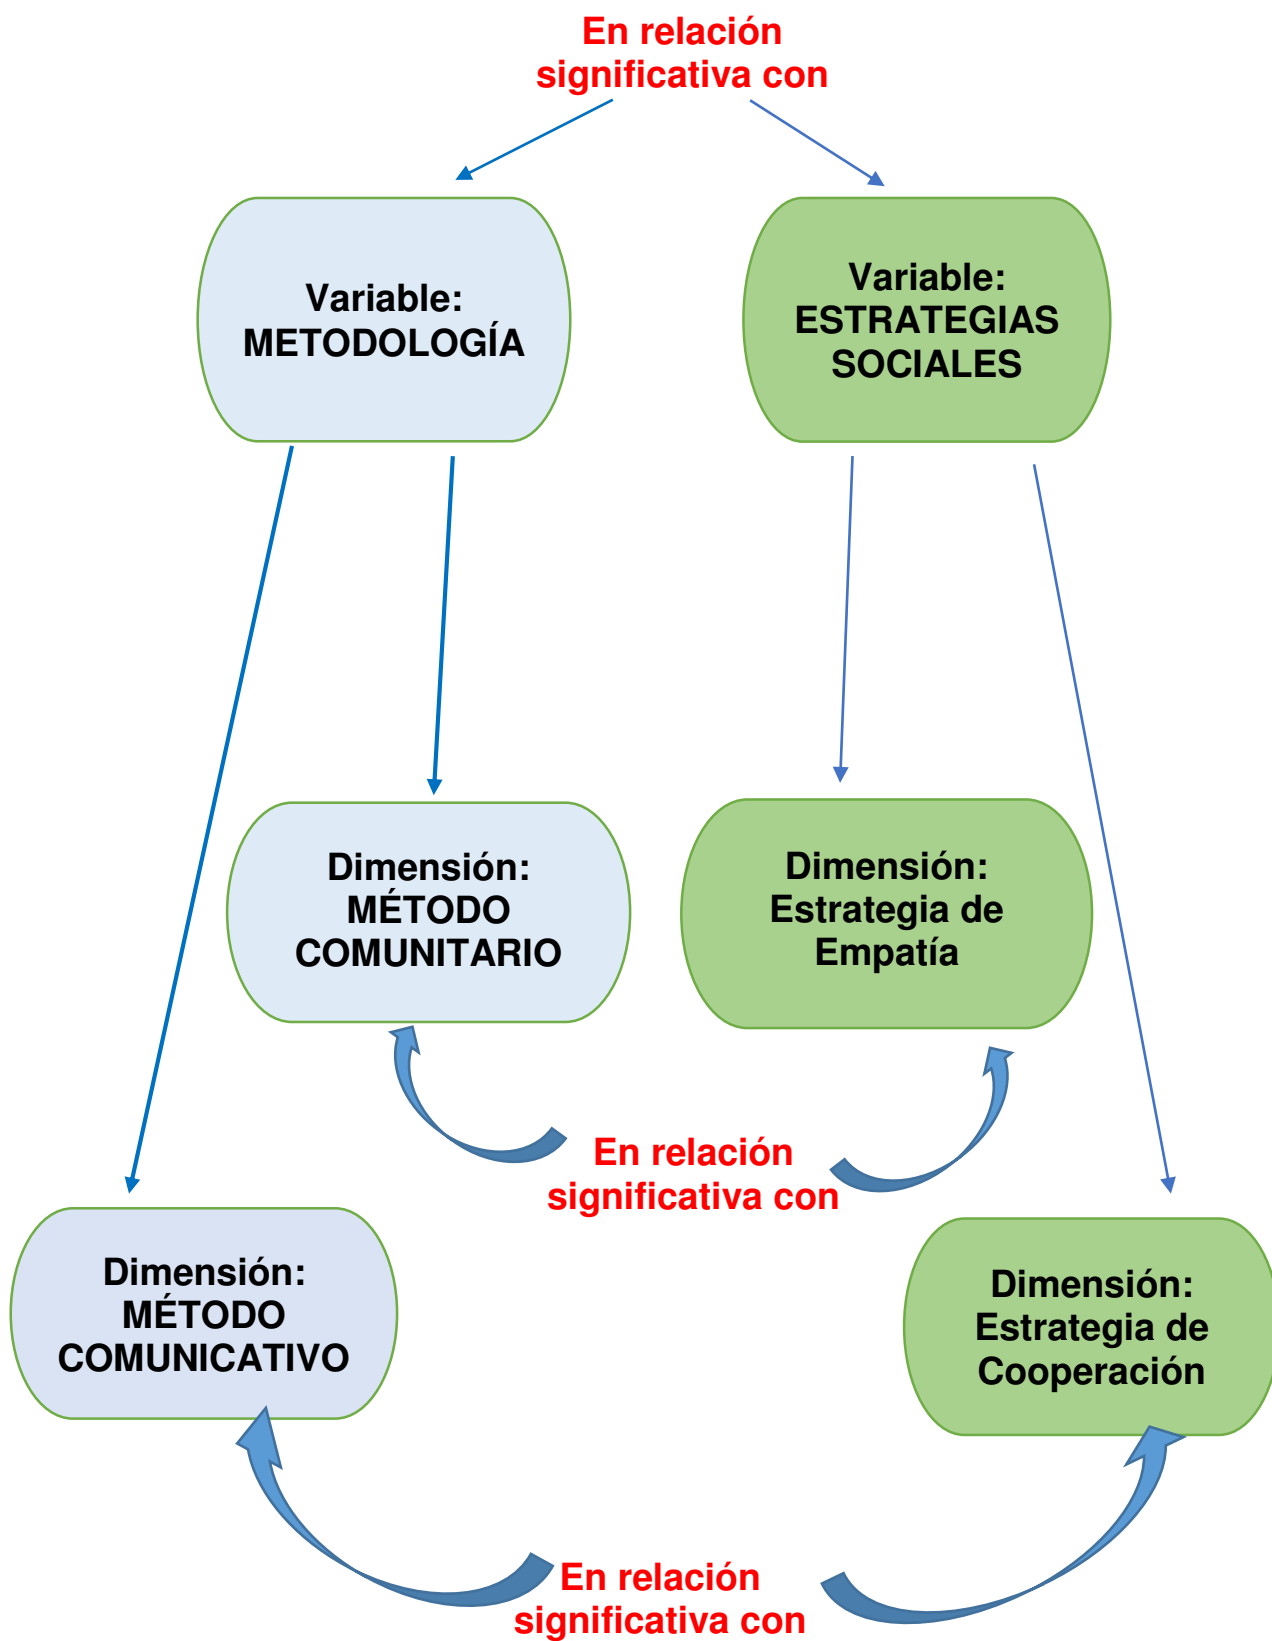 En relación
significativa con
Variable:
METODOLOGÍA
Variable:
ESTRATEGIAS
SOCIALES
Dimensión:
MÉTODO
COMUNITARIO
Dimensión:
Estrategia de
Empatía
En relación
significativa con
Dimensión:
MÉTODO
COMUNICATIVO
Dimensión:
Estrategia de
Cooperación
En relación
significativa con